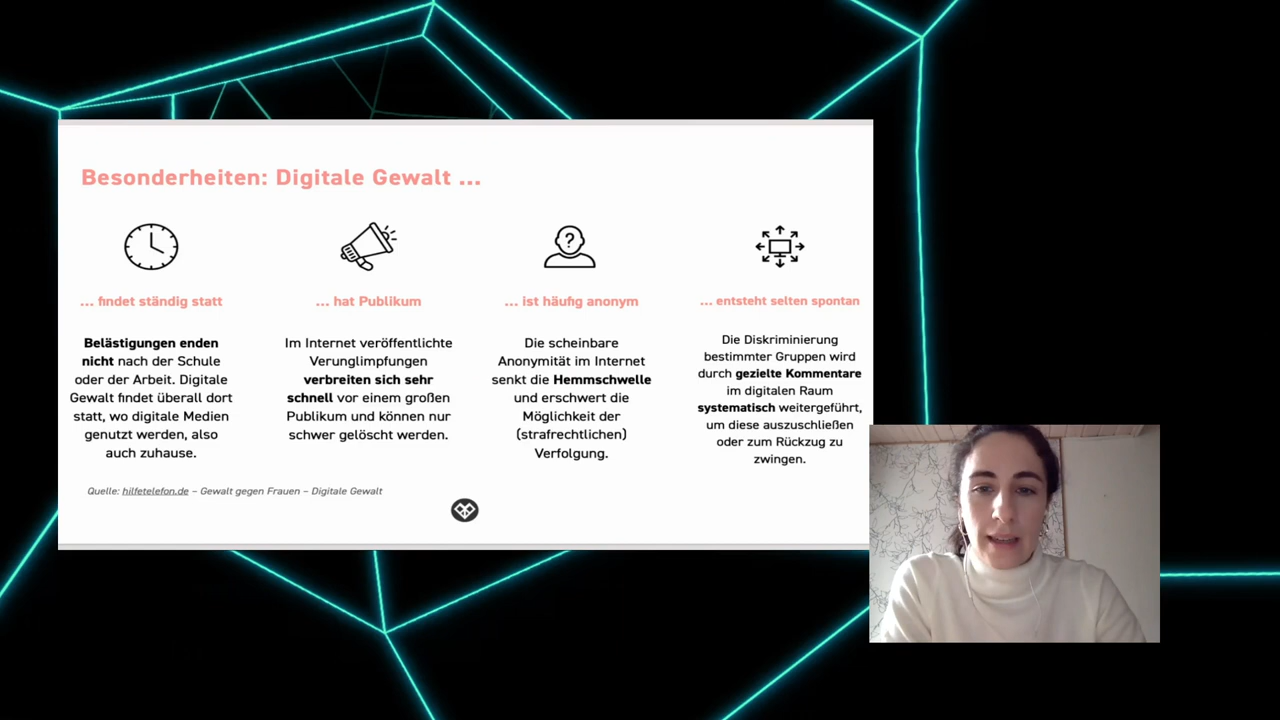 Besonderheiten: Digitale Gewalt ...
... findet ständig statt
Belästigungen enden
nicht nach der Schule
oder der Arbeit. Digitale
Gewalt findet überall dort
statt, wo digitale Medien
genutzt werden, also
auch zuhause.
... hat Publikum
Im Internet veröffentlichte
Verunglimpfungen
verbreiten sich sehr
schnell vor einem großen
Publikum und können nur
schwer gelöscht werden.
... ist häufig anonym
Die scheinbare
Anonymität im Internet
senkt die Hemmschwelle
und erschwert die
Möglichkeit der
(strafrechtlichen)
Verfolgung.
... entsteht selten spontan
Die Diskriminierung
bestimmter Gruppen wird
durch gezielte Kommentare
im digitalen Raum
systematisch weitergeführt,
um diese auszuschließen
oder zum Rückzug zu
zwingen.
Quelle: hilfetelefon.de – Gewalt gegen Frauen – Digitale Gewalt